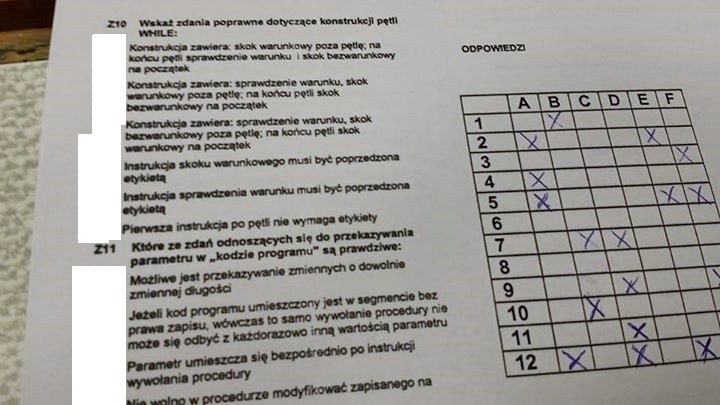 Z10 Wskaż zdania poprawne dotyczące konstrukcji pętli
WHILE:
Konstrukcja zawiera: skok warunkowy poza pętlę; na
końcu pętli sprawdzenie warunku i skok bezwarunkowy
na początek
Konstrukcja zawiera: sprawdzenie warunku, skok
warunkowy poza pętlę; na końcu pętli skok
bezwarunkowy na początek
Konstrukcja zawiera: sprawdzenie warunku, skok
bezwarunkowy poza pętlę; na końcu pętli skok
warunkowy na początek
Instrukcja skoku warunkowego musi być poprzedzona
etykietą
Instrukcja sprawdzenia warunku musi być poprzedzona
etykietą
Pierwsza instrukcja po pętli nie wymaga etykiety
Z11 Które ze zdań odnoszących się do przekazywania
parametru w „kodzie programu" są prawdziwe:
Możliwe jest przekazywanie zmiennych o dowolnie
zmiennej długości
Jeżeli kod programu umieszczony jest w segmencie bez
prawa zapisu, wówczas to samo wywołanie procedury nie
może się odbyć z każdorazowo inną wartością parametru
Parametr umieszcza się bezpośrednio po instrukcji
wywołania procedury
Nie wolno w procedurze modyfikować zapisanego na
ODPOWIEDZI
A B C D E F
1 X
2 X X
3 X
4 X
5 X X X
6
7 X X
8
9 X
10 X
11 X
12 X X X